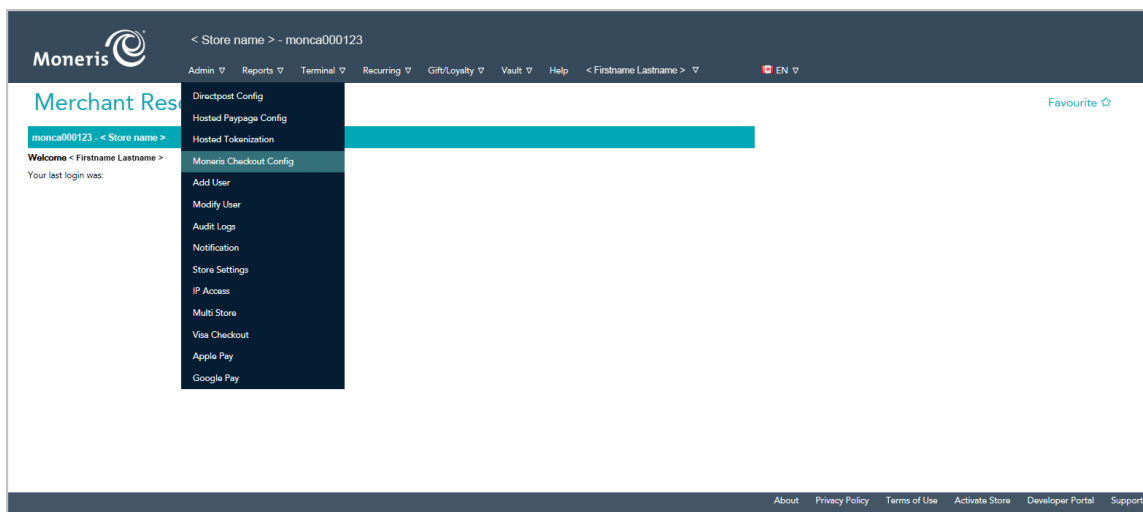 Moneris
< Store name > - monca000123
Admin Reports Terminal Recurring Gift/Loyalty Vault Help < Firstname Lastname > EN
Merchant Res
Favourite
monca000123 - < Store name >
Welcome < Firstname Lastname >
Your last login was:
Directpost Config
Hosted Paypage Config
Hosted Tokenization
Moneris Checkout Config
Add User
Modify User
Audit Logs
Notification
Store Settings
IP Access
Multi Store
Visa Checkout
Apple Pay
Google Pay
About Privacy Policy Terms of Use Activate Store Developer Portal Support